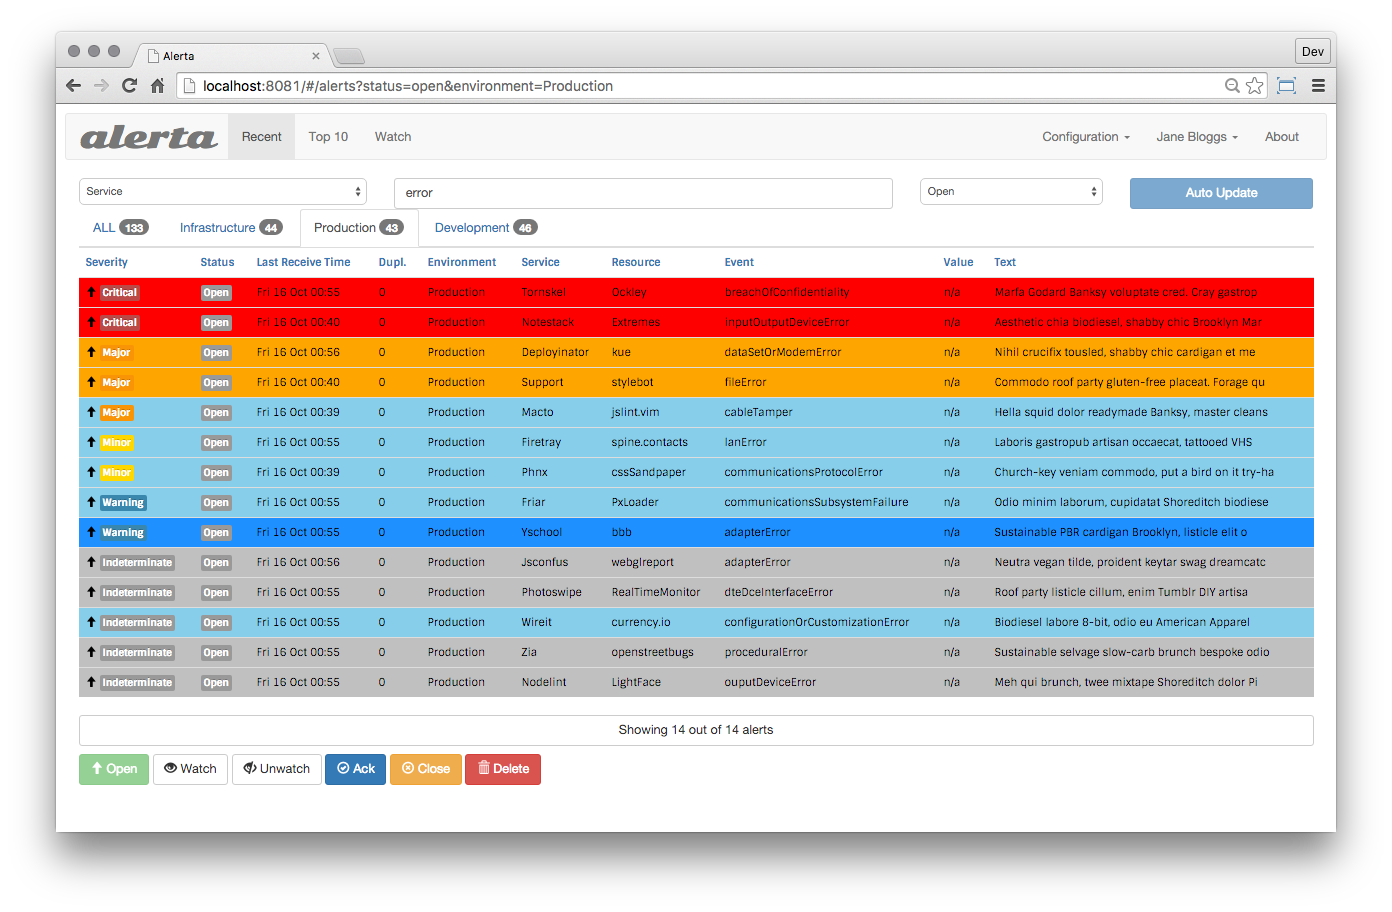 Alerta
Dev
localhost:8081/#/alerts?status=open&environment=Production
alerta Recent Top 10 Watch Configuration Jane Bloggs About
Service error Open Auto Update
ALL 133 Infrastructure 44 Production 43 Development 46
Severity Status Last Receive Time Dupl. Environment Service Resource Event Value Text
Critical Open Fri 16 Oct 00:55 0 Production Tornskel Ockley breachOfConfidentiality n/a Marfa Godard Banksy voluptate cred. Cray gastrop
Critical Open Fri 16 Oct 00:40 0 Production Notestack Extremes inputOutputDeviceError n/a Aesthetic chia biodiesel, shabby chic Brooklyn Mar
Major Open Fri 16 Oct 00:56 0 Production Deployinator kue dataSetOrModemError n/a Nihil crucifix tousled, shabby chic cardigan et me
Major Open Fri 16 Oct 00:40 0 Production Support stylebot fileError n/a Commodo roof party gluten-free placeat. Forage qu
Major Open Fri 16 Oct 00:39 0 Production Macto jslint.vim cableTamper n/a Hella squid dolor readymade Banksy, master cleans
Minor Open Fri 16 Oct 00:55 0 Production Firetray spine.contacts lanError n/a Laboris gastropub artisan occaecat, tattooed VHS
Minor Open Fri 16 Oct 00:39 0 Production Phnx cssSandpaper communicationsProtocolError n/a Church-key veniam commodo, put a bird on it try-ha
Warning Open Fri 16 Oct 00:55 0 Production Friar PxLoader communicationsSubsystemFailure n/a Odio minim laborum, cupidatat Shoreditch biodiese
Warning Open Fri 16 Oct 00:55 0 Production Yschool bbb adapterError n/a Sustainable PBR cardigan Brooklyn, listicle elit o
Indeterminate Open Fri 16 Oct 00:56 0 Production Jsconfus webglreport adapterError n/a Neutra vegan tilde, proident keytar swag dreamcatc
Indeterminate Open Fri 16 Oct 00:55 0 Production Photoswipe RealTimeMonitor dteDceInterfaceError n/a Roof party listicle cillum, enim Tumblr DIY artisa
Indeterminate Open Fri 16 Oct 00:55 0 Production Wireit currency.io configurationOrCustomizationError n/a Biodiesel labore 8-bit, odio eu American Apparel
Indeterminate Open Fri 16 Oct 00:55 0 Production Zia openstreetbugs proceduralError n/a Sustainable selvage slow-carb brunch bespoke odio
Indeterminate Open Fri 16 Oct 00:55 0 Production Nodelint LightFace ouputDeviceError n/a Meh qui brunch, twee mixtape Shoreditch dolor Pi
Showing 14 out of 14 alerts
Open Watch Unwatch Ack Close Delete